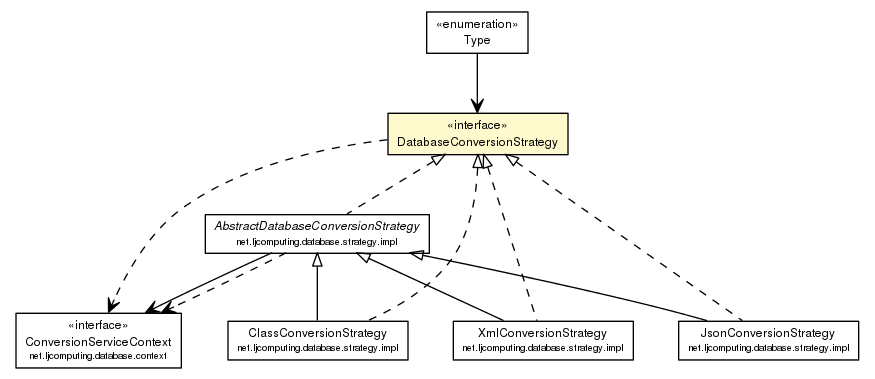 «enumeration»
Type
«interface»
DatabaseConversionStrategy
AbstractDatabaseConversionStrategy
net.ljcomputing.database.strategy.impl
«interface»
ConversionServiceContext
net.ljcomputing.database.context
ClassConversionStrategy
net.ljcomputing.database.strategy.impl
XmlConversionStrategy
net.ljcomputing.database.strategy.impl
JsonConversionStrategy
net.ljcomputing.database.strategy.impl